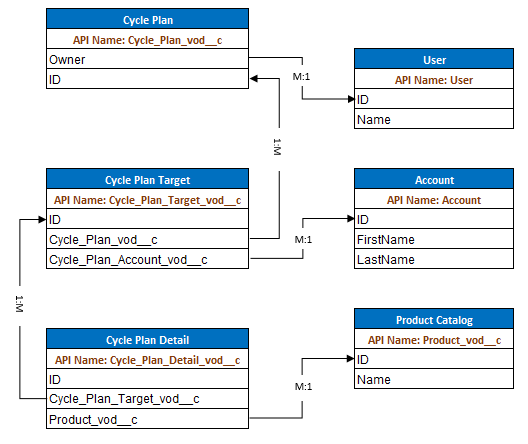 Cycle Plan
API Name: Cycle_Plan_vod__c
Owner
ID
M:1
User
API Name: User
ID
Name
1:M
Cycle Plan Target
API Name: Cycle_Plan_Target_vod__c
ID
Cycle_Plan_vod__c
Cycle_Plan_Account_vod__c
M:1
Account
API Name: Account
ID
FirstName
LastName
1:M
Cycle Plan Detail
API Name: Cycle_Plan_Detail_vod__c
ID
Cycle_Plan_Target_vod__c
Product_vod__c
M:1
Product Catalog
API Name: Product_vod__c
ID
Name